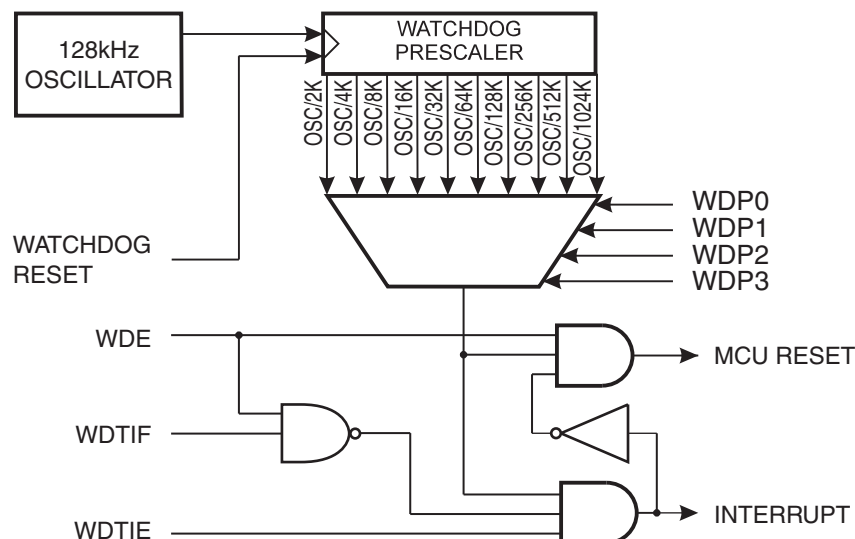 128kHz
OSCILLATOR
WATCHDOG
PRESCALER
OSC/2K
OSC/4K
OSC/8K
OSC/16K
OSC/32K
OSC/64K
OSC/128K
OSC/256K
OSC/512K
OSC/1024K
WDP0
WDP1
WDP2
WDP3
WATCHDOG
RESET
WDE
MCU RESET
WDTIF
INTERRUPT
WDTIE